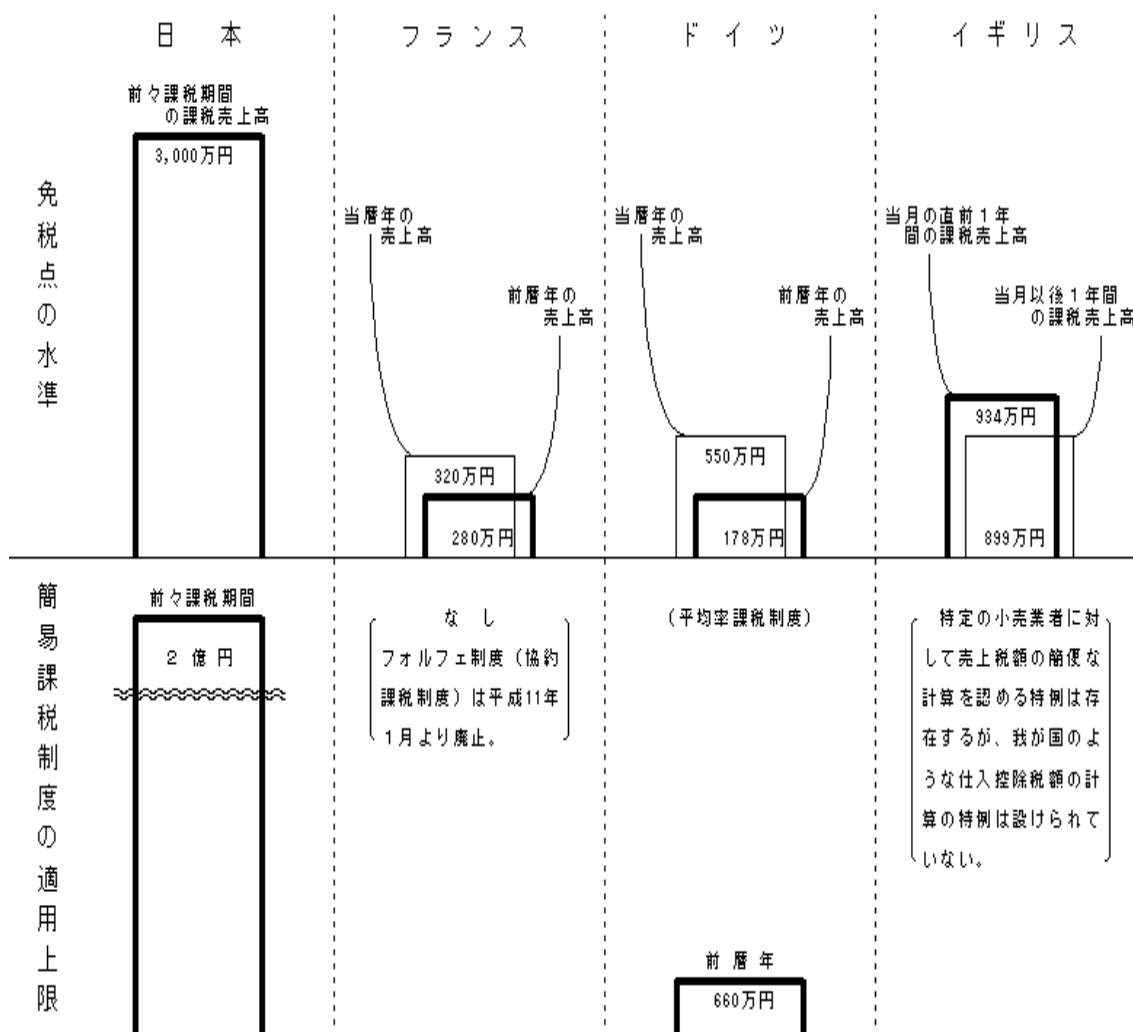 日本
フランス
ドイツ
イギリス
免税点の水準
前々課税期間
の課税売上高
3,000万円
当暦年の
売上高
前暦年の
売上高
320万円
280万円
当暦年の
売上高
前暦年の
売上高
550万円
178万円
当月の直前1年
間の課税売上高
当月以後1年間
の課税売上高
934万円
899万円
簡易課税制度の適用上限
前々課税期間
2億円
なし
フォルフェ制度（協約
課税制度）は平成11年
1月より廃止。
（平均率課税制度）
前暦年
660万円
特定の小売業者に対
して売上税額の簡便な
計算を認める特例は存
在するが、我が国のよ
うな仕入控除税額の計
算の特例は設けられて
いない。